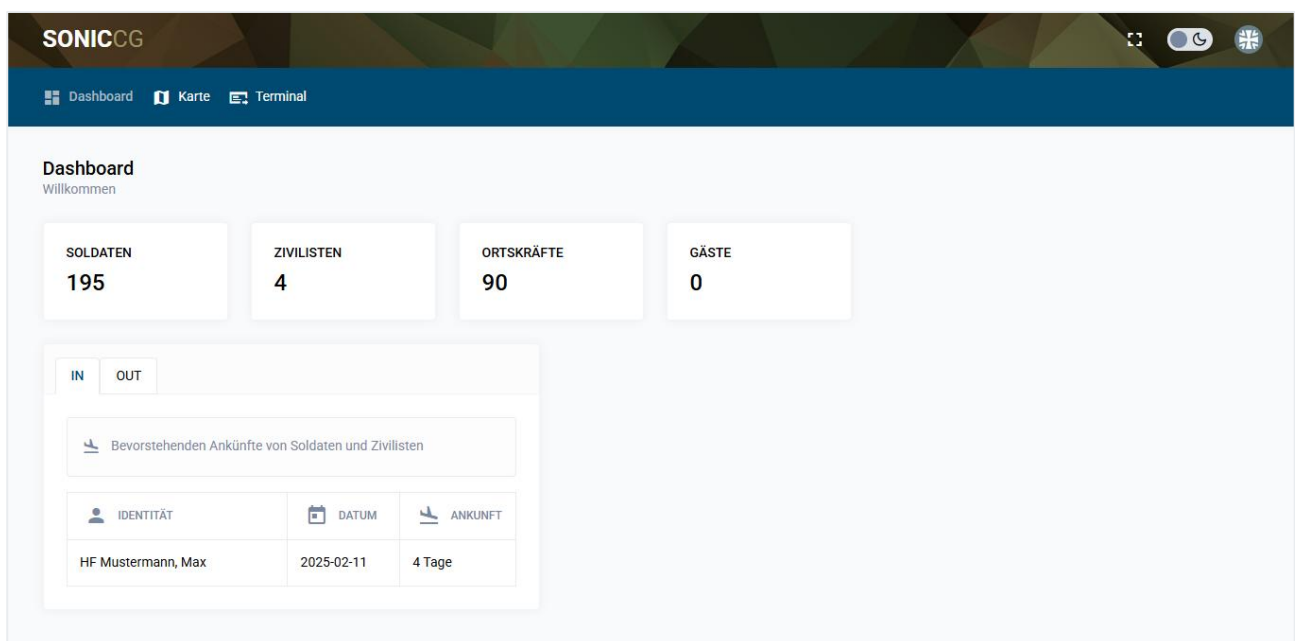 SONICCG
Dashboard Karte Terminal
Dashboard
Willkommen
SOLDATEN ZIVILISTEN ORTSKRÄFTE GÄSTE
195 4 90 0
IN OUT
Bevorstehenden Ankünfte von Soldaten und Zivilisten
IDENTITÄT DATUM ANKUNFT
HF Mustermann, Max 2025-02-11 4 Tage